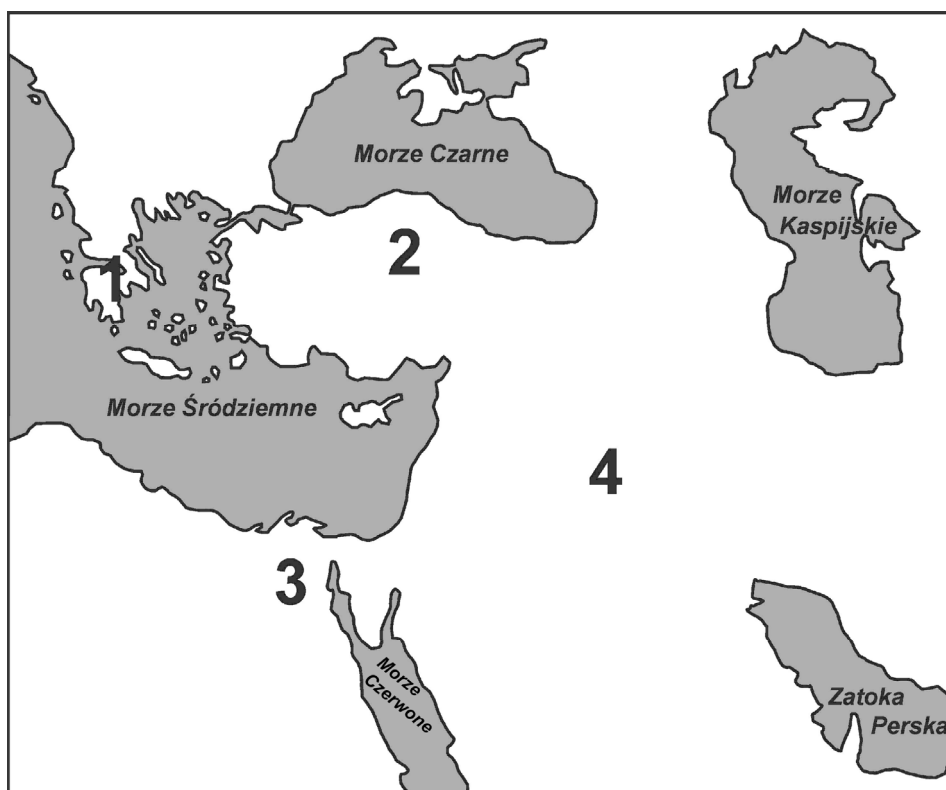 Morze Czarne
Morze
Kaspijskie
2
1
Morze Śródziemne
4
3
Morze
Czerwone
Zatoka
Perska